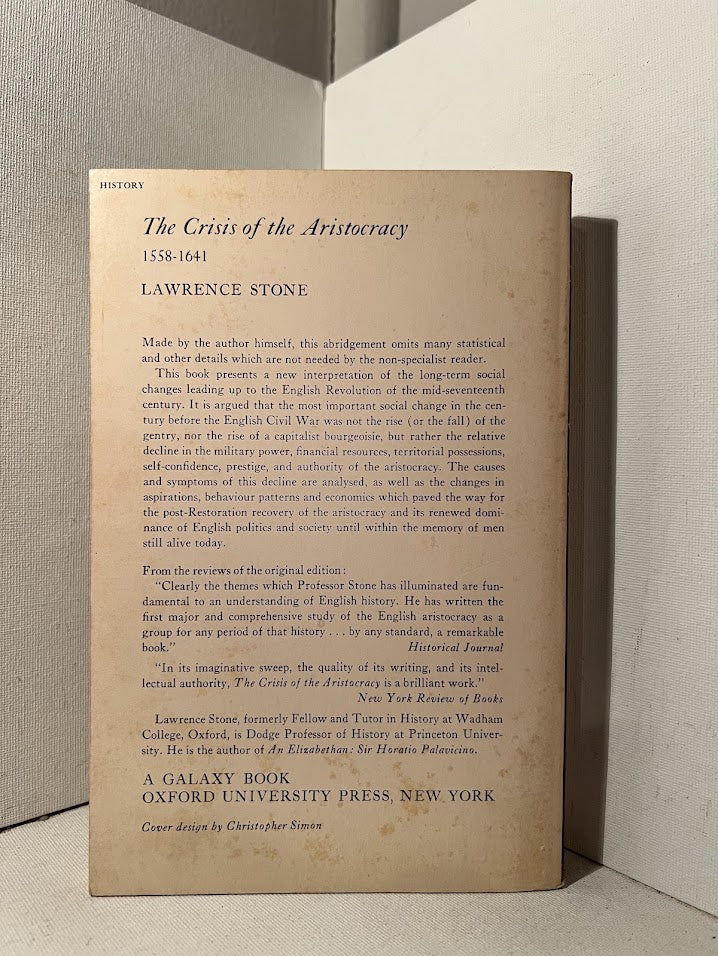 HISTORY
The Crisis of the Aristocracy
1558-1641
LAWRENCE STONE
Made by the author himself, this abridgement omits many statistical
and other details which are not needed by the non-specialist reader.
This book presents a new interpretation of the long-term social
changes leading up to the English Revolution of the mid-seventeenth
century. It is argued that the most important social change in the cen-
tury before the English Civil War was not the rise (or the fall) of the
gentry, nor the rise of a capitalist bourgeoisie, but rather the relative
decline in the military power, financial resources, territorial possessions,
self-confidence, prestige, and authority of the aristocracy. The causes
and symptoms of this decline are analysed, as well as the changes in
aspirations, behaviour patterns and economics which paved the way for
the post-Restoration recovery of the aristocracy and its renewed domi-
nance of English politics and society until within the memory of men
still alive today.
From the reviews of the original edition:
"Clearly the themes which Professor Stone has illuminated are fun-
damental to an understanding of English history. He has written the
first major and comprehensive study of the English aristocracy as a
group for any period of that history . . . by any standard, a remarkable
book." Historical Journal
"In its imaginative sweep, the quality of its writing, and its intel-
lectual authority, The Crisis of the Aristocracy is a brilliant work."
New York Review of Books
Lawrence Stone, formerly Fellow and Tutor in History at Wadham
College, Oxford, is Dodge Professor of History at Princeton Univer-
sity. He is the author of An Elizabethan: Sir Horatio Palavicino.
A GALAXY BOOK
OXFORD UNIVERSITY PRESS, NEW YORK
Cover design by Christopher Simon